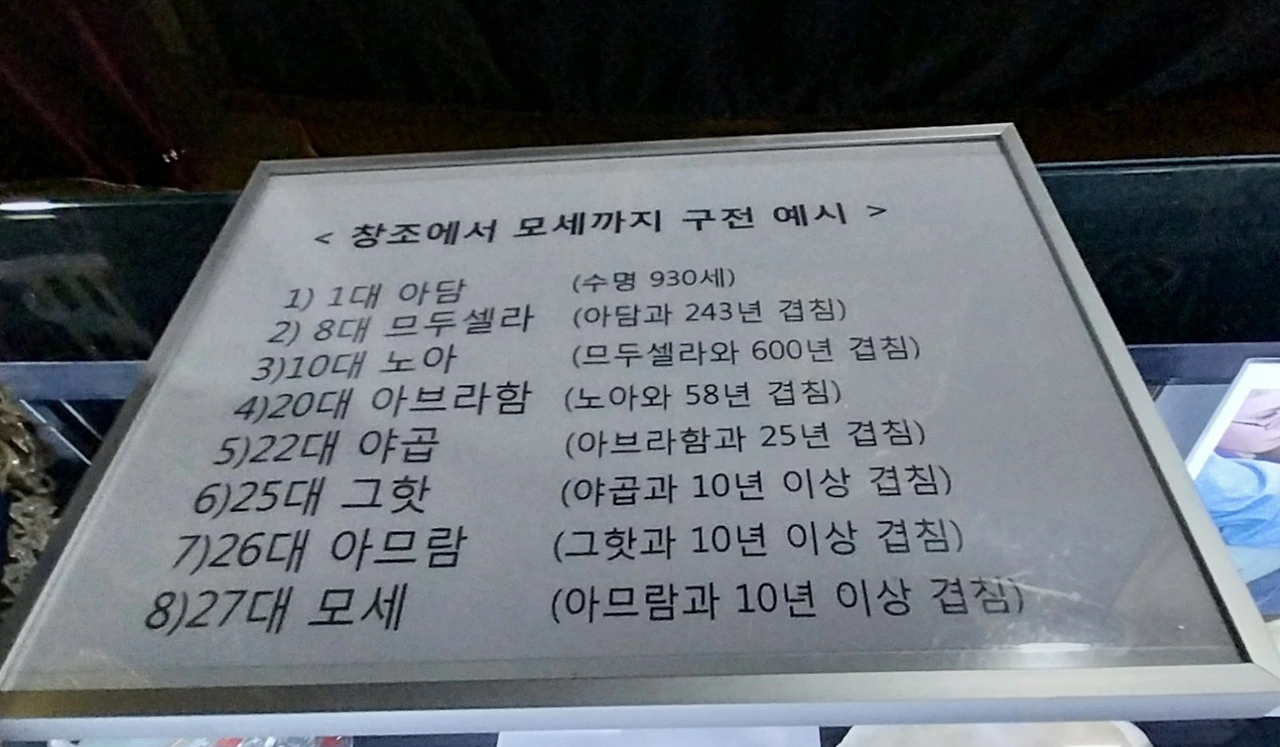 < 창조에서 모세까지 구전 예시 >
1) 1대 아담 (수명 930세)
2) 8대 므두셀라 (아담과 243년 겹침)
3)10대 노아 (므두셀라와 600년 겹침)
4)20대 아브라함 (노아와 58년 겹침)
5)22대 야곱 (아브라함과 25년 겹침)
6)25대 그핫 (야곱과 10년 이상 겹침)
7)26대 아므람 (그핫과 10년 이상 겹침)
8)27대 모세 (아므람과 10년 이상 겹침)